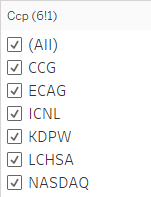 Ccp (6!1)
(All)
CCG
ECAG
ICNL
KDPW
LCHSA
NASDAQ